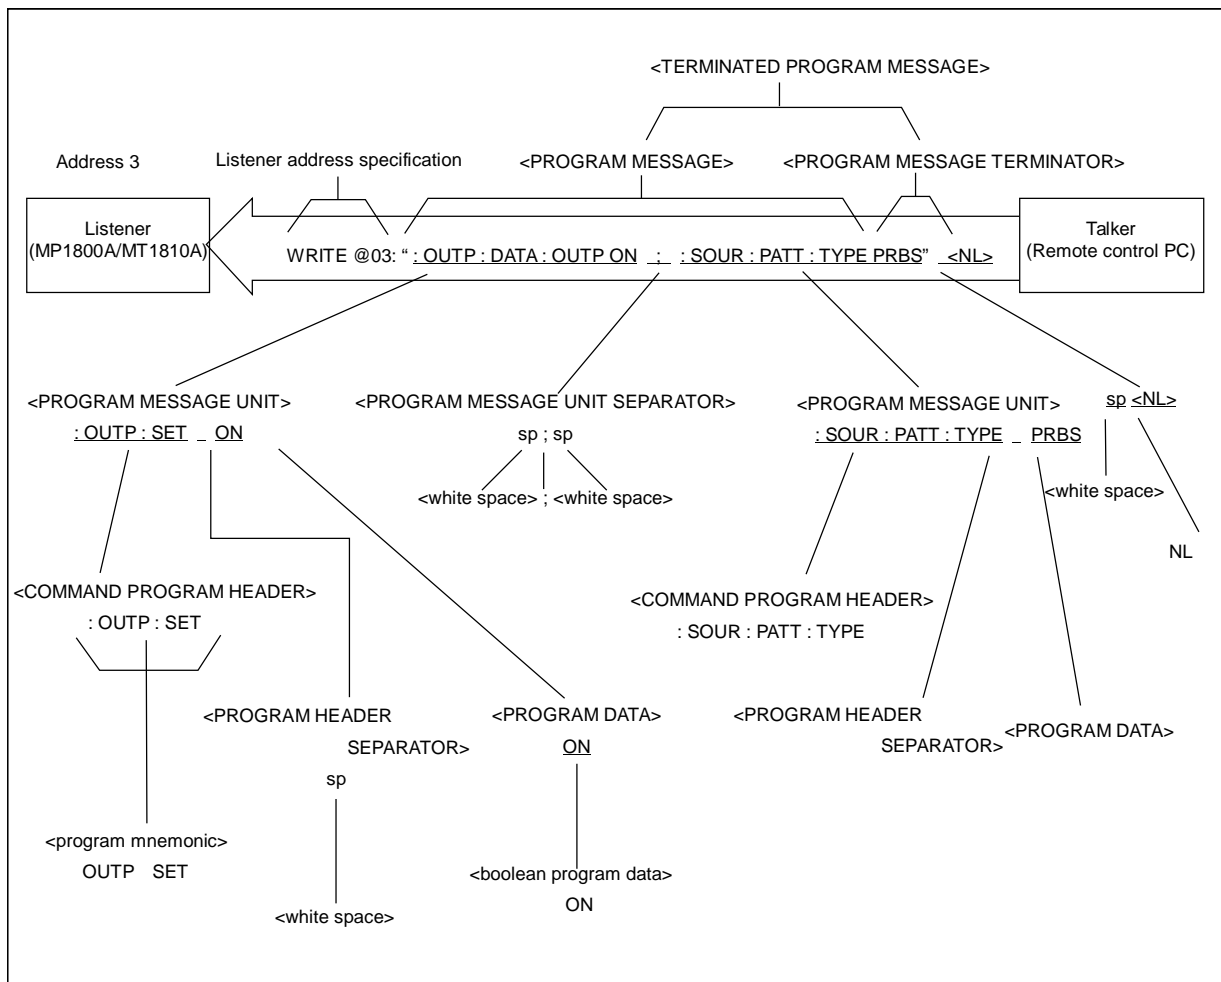 <TERMINATED PROGRAM MESSAGE>
Address 3
Listener address specification
<PROGRAM MESSAGE>
<PROGRAM MESSAGE TERMINATOR>
Listener
(MP1800A/MT1810A)
WRITE @03: “ : OUTP : DATA : OUTP ON _ ; _ : SOUR : PATT : TYPE PRBS” _<NL>
Talker
(Remote control PC)
<PROGRAM MESSAGE UNIT>
: OUTP : SET _ ON
<PROGRAM MESSAGE UNIT SEPARATOR>
sp ; sp
<white space> ; <white space>
<PROGRAM MESSAGE UNIT>
: SOUR : PATT : TYPE _ PRBS
sp <NL>
<white space>
NL
<COMMAND PROGRAM HEADER>
: OUTP : SET
<COMMAND PROGRAM HEADER>
: SOUR : PATT : TYPE
<PROGRAM HEADER
SEPARATOR>
sp
<PROGRAM DATA>
ON
<PROGRAM HEADER
SEPARATOR>
<PROGRAM DATA>
<program mnemonic>
OUTP SET
<white space>
<boolean program data>
ON